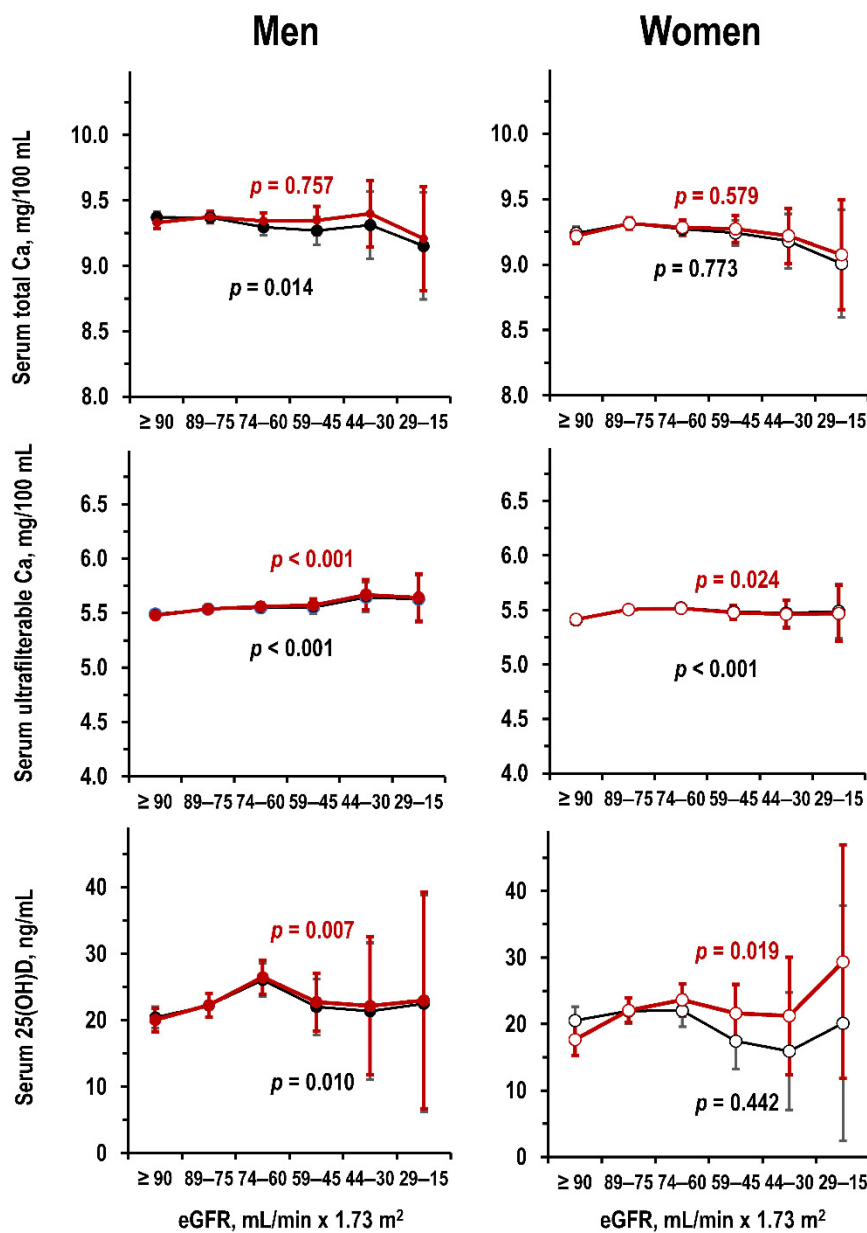 Men
Women
Serum total Ca, mg/100 mL
10.0
9.5
9.0
8.5
8.0
p = 0.757
p = 0.014
≥ 90 89–75 74–60 59–45 44–30 29–15
10.0
9.5
9.0
8.5
8.0
p = 0.579
p = 0.773
≥ 90 89–75 74–60 59–45 44–30 29–15
Serum ultrafilterable Ca, mg/100 mL
6.5
6.0
5.5
5.0
4.5
4.0
p < 0.001
p < 0.001
≥ 90 89–75 74–60 59–45 44–30 29–15
6.5
6.0
5.5
5.0
4.5
4.0
p = 0.024
p < 0.001
≥ 90 89–75 74–60 59–45 44–30 29–15
Serum 25(OH)D, ng/mL
40
30
20
10
0
p = 0.007
p = 0.010
≥ 90 89–75 74–60 59–45 44–30 29–15
eGFR, mL/min x 1.73 m²
40
30
20
10
0
p = 0.019
p = 0.442
≥ 90 89–75 74–60 59–45 44–30 29–15
eGFR, mL/min x 1.73 m²